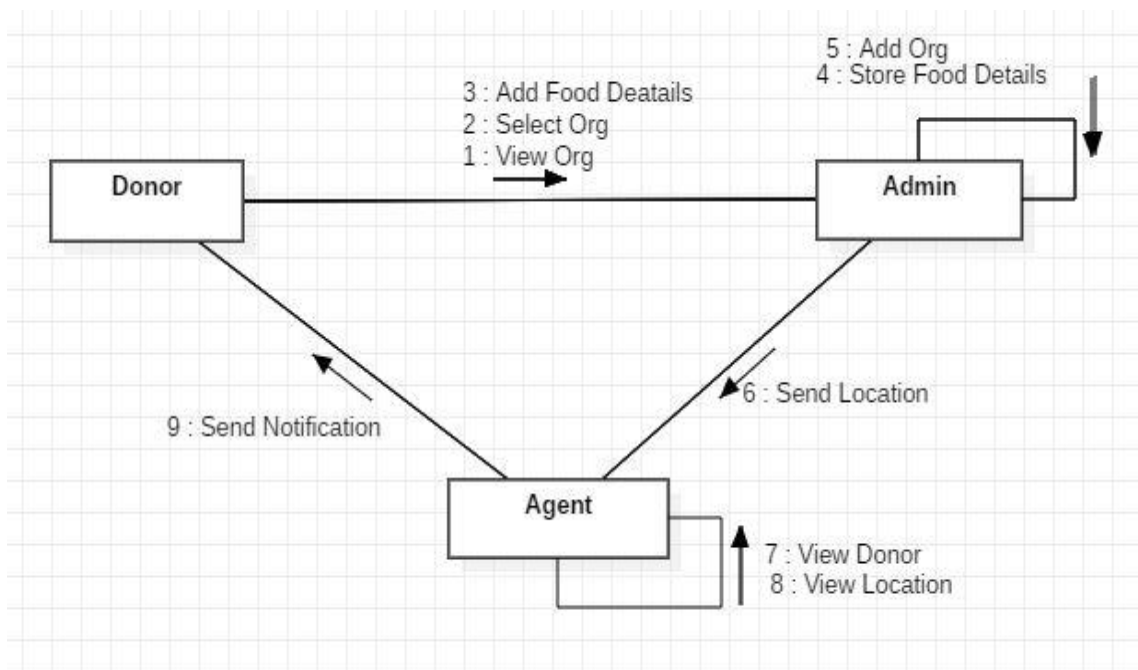 5 : Add Org
4 : Store Food Details
3 : Add Food Deatails
2 : Select Org
1 : View Org
Donor
Admin
6 : Send Location
9 : Send Notification
Agent
7 : View Donor
8 : View Location